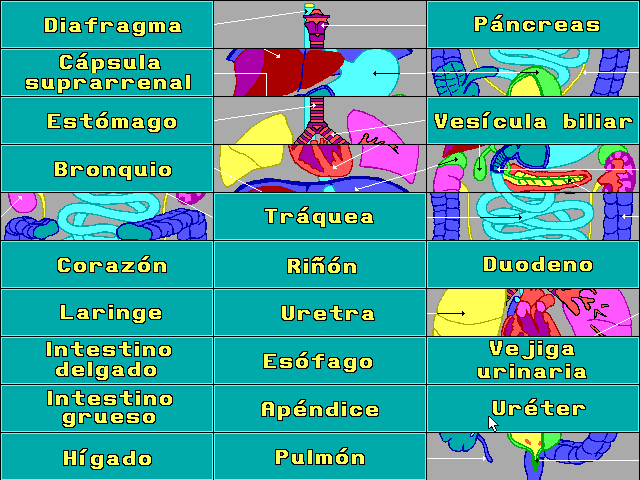 Diafragma
Páncreas
Cápsula
suprarrenal
Estómago
Vesícula biliar
Bronquio
Tráquea
Corazón
Riñón
Duodeno
Laringe
Uretra
Intestino
delgado
Esófago
Vejiga
urinaria
Intestino
grueso
Apéndice
Uréter
Hígado
Pulmón